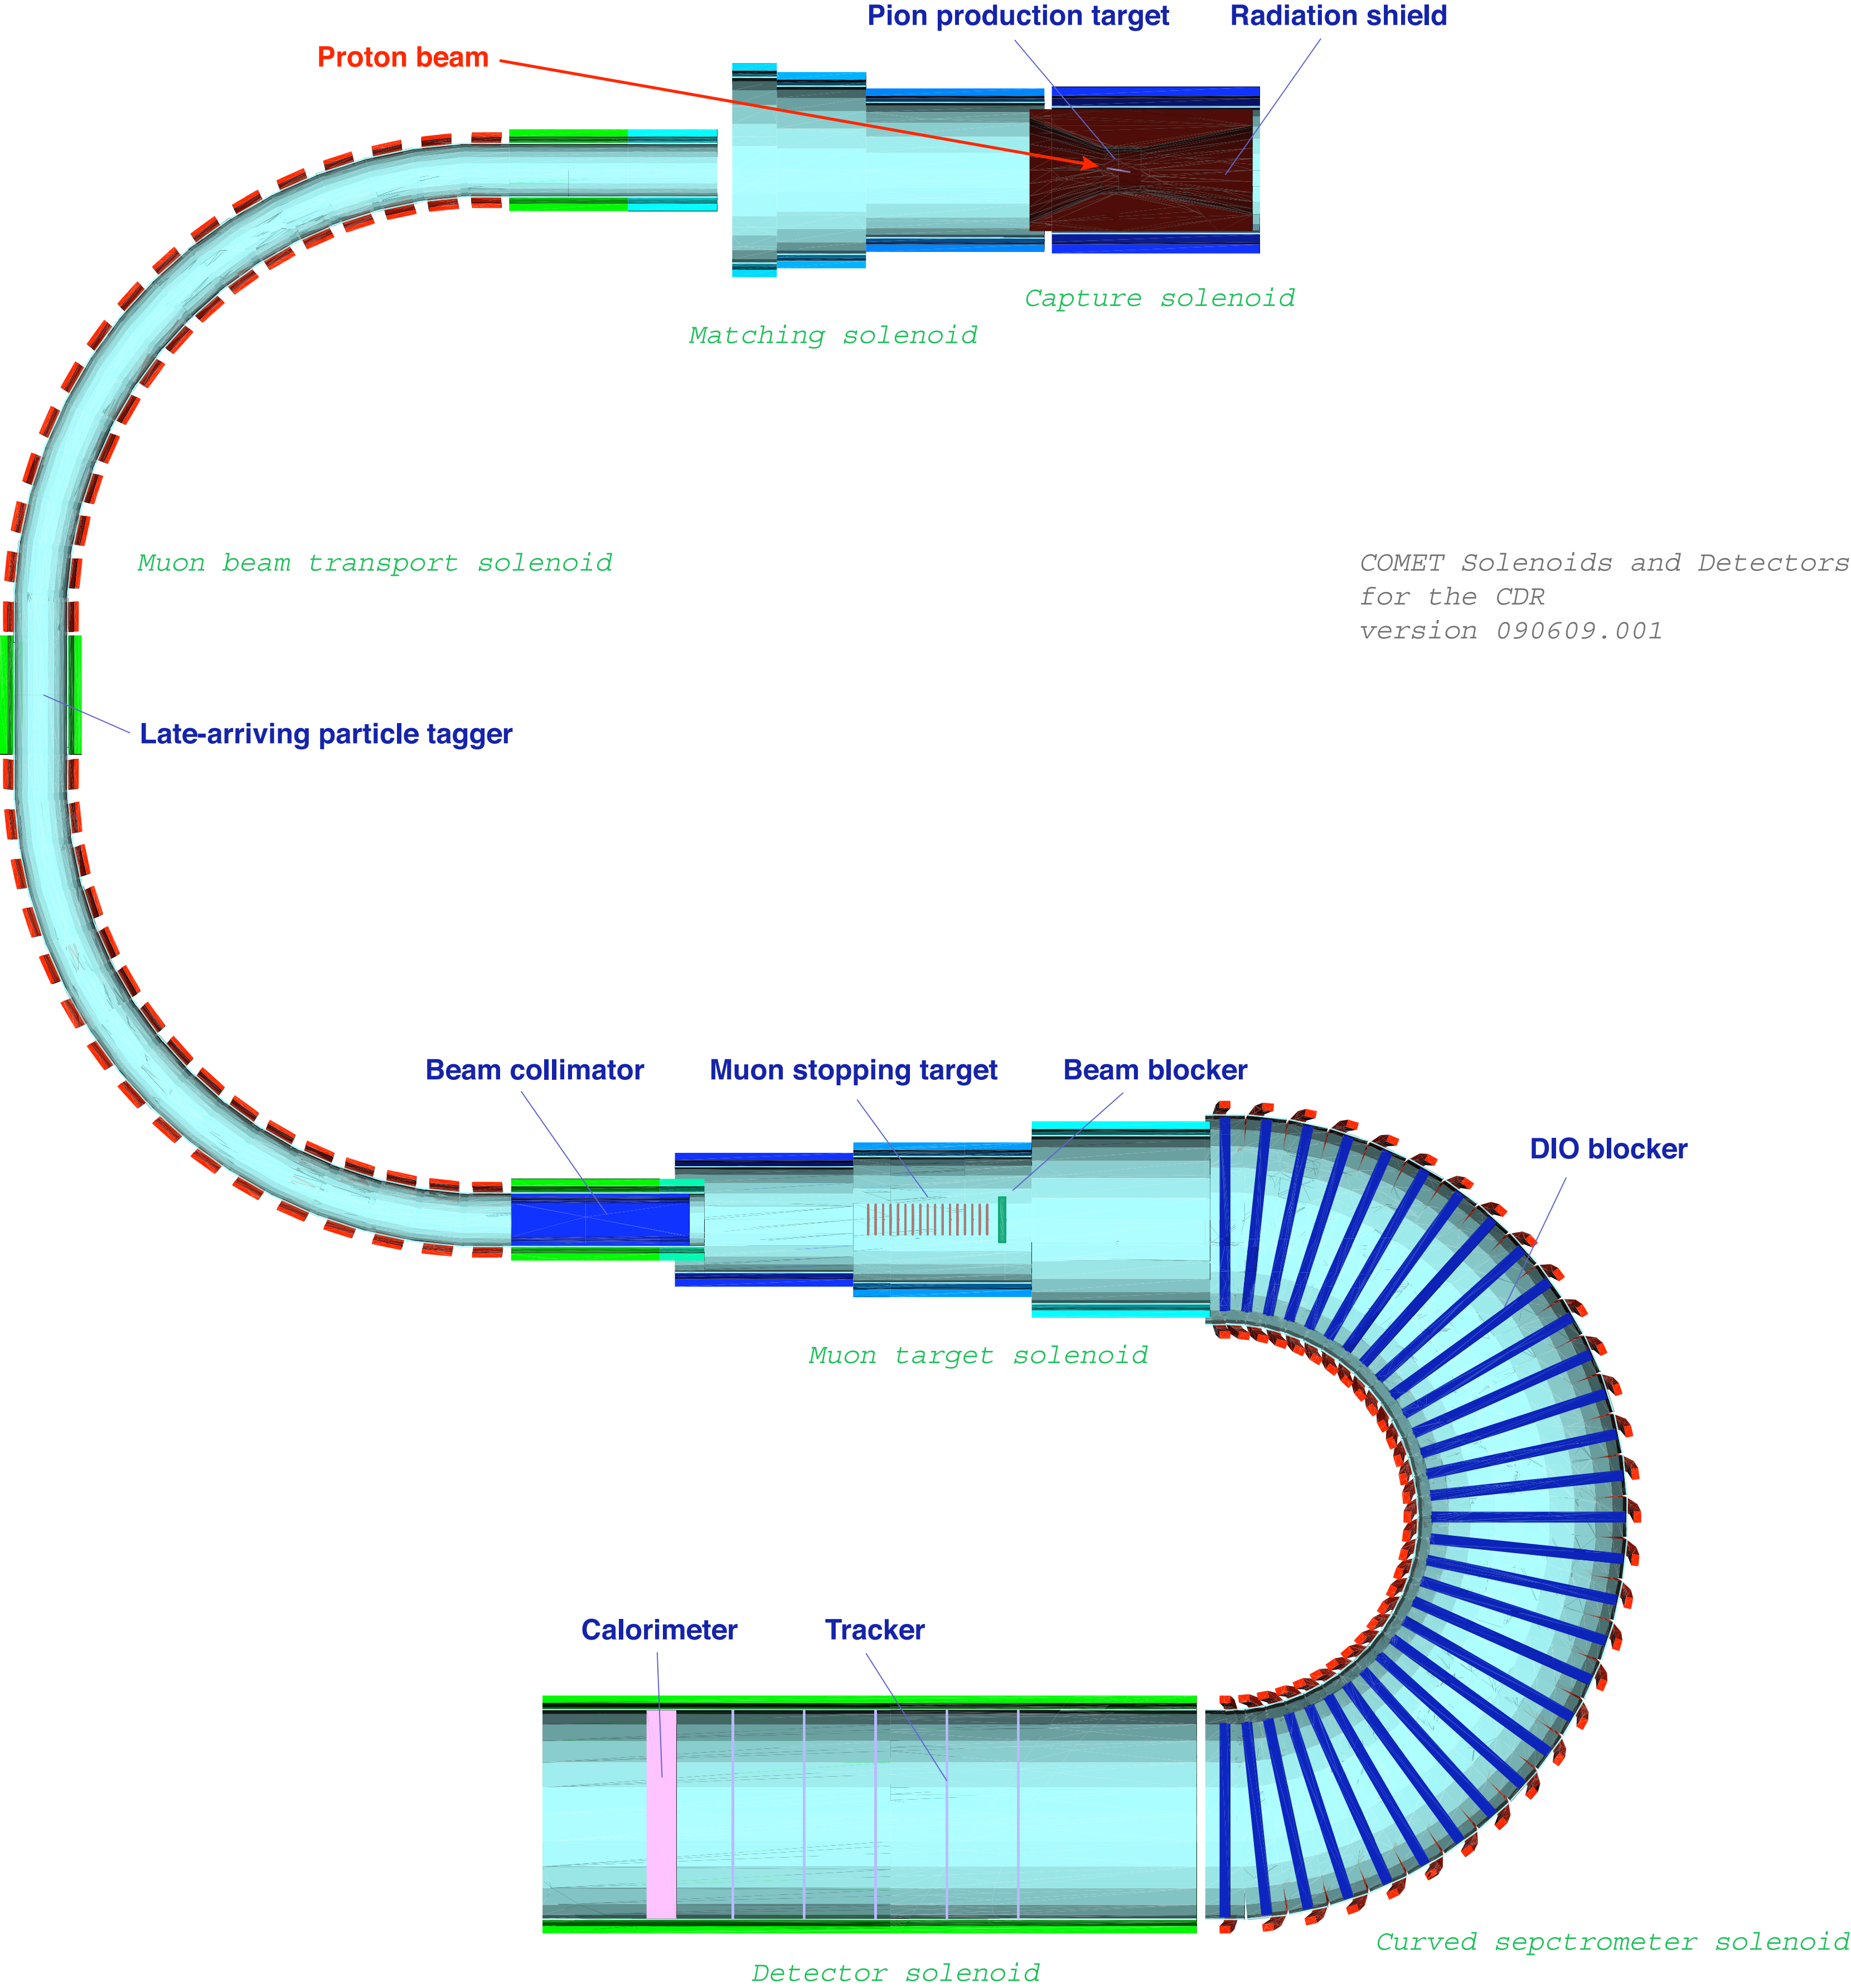 Pion production target
Radiation shield
Proton beam
Capture solenoid
Matching solenoid
Muon beam transport solenoid
COMET Solenoids and Detectors
for the CDR
version 090609.001
Late-arriving particle tagger
Beam collimator
Muon stopping target
Beam blocker
DIO blocker
Muon target solenoid
Calorimeter
Tracker
Curved sepctrometer solenoid
Detector solenoid